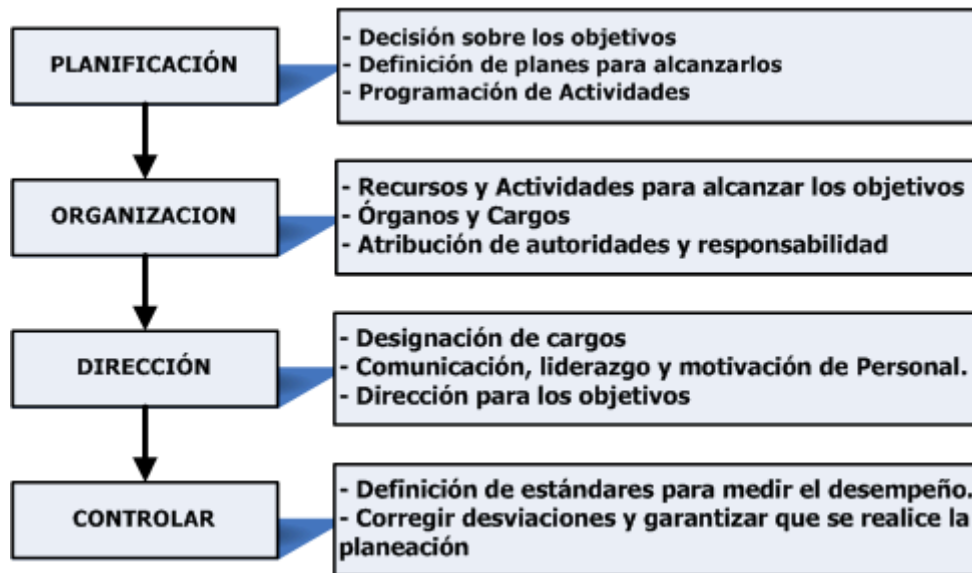 PLANIFICACIÓN
- Decisión sobre los objetivos
- Definición de planes para alcanzarlos
- Programación de Actividades
ORGANIZACION
- Recursos y Actividades para alcanzar los objetivos
- Órganos y Cargos
- Atribución de autoridades y responsabilidad
DIRECCIÓN
- Designación de cargos
- Comunicación, liderazgo y motivación de Personal.
- Dirección para los objetivos
CONTROLAR
- Definición de estándares para medir el desempeño.
- Corregir desviaciones y garantizar que se realice la
planeación